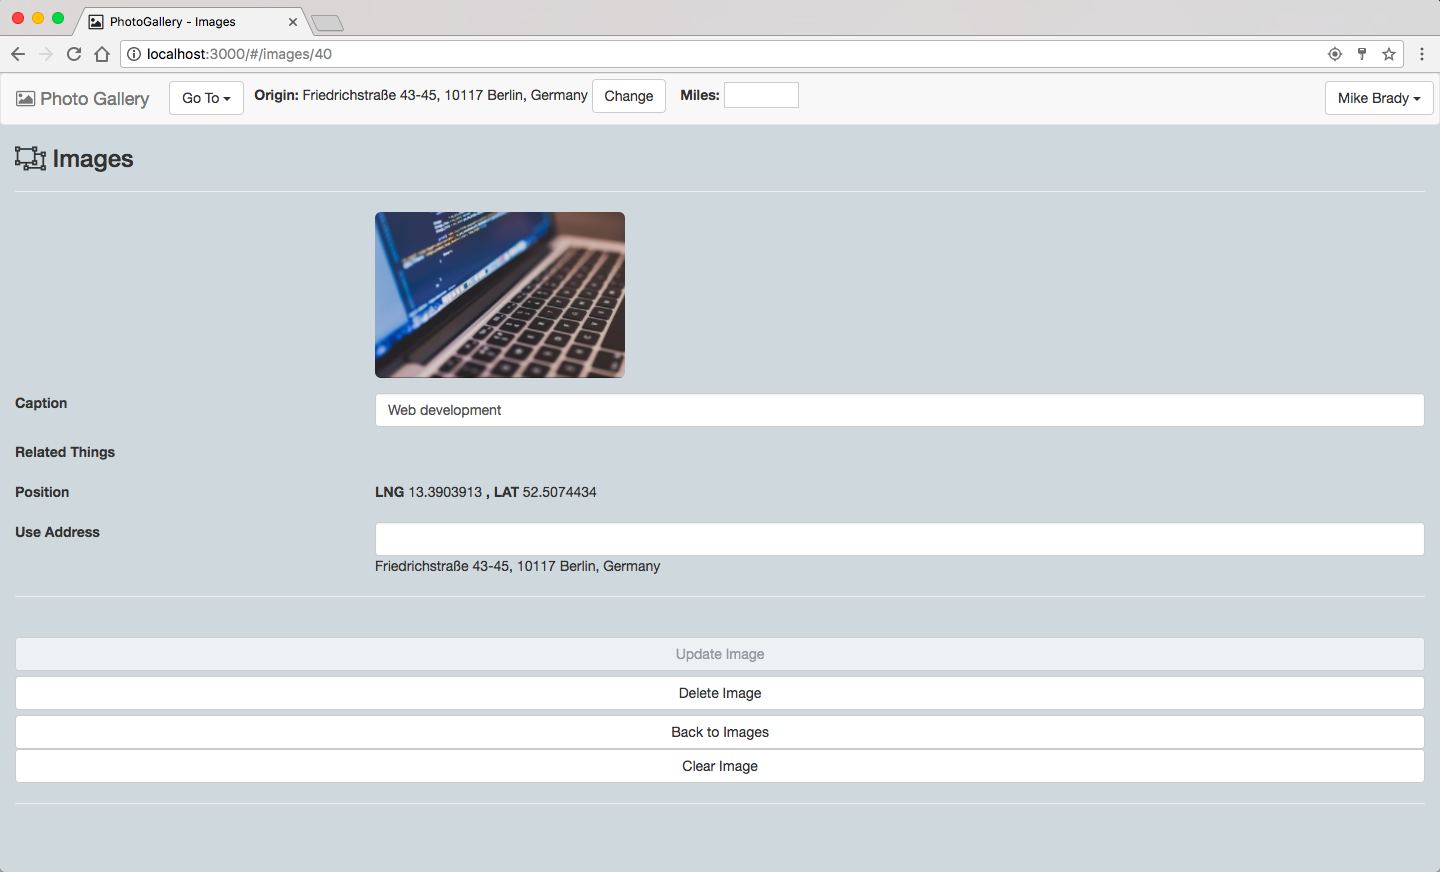 PhotoGallery - Images
localhost:3000/#/images/40
Photo Gallery Go To Origin: Friedrichstraße 43-45, 10117 Berlin, Germany Change Miles: Mike Brady
Images
Caption Web development
Related Things
Position LNG 13.3903913 , LAT 52.5074434
Use Address
Friedrichstraße 43-45, 10117 Berlin, Germany
Update Image
Delete Image
Back to Images
Clear Image